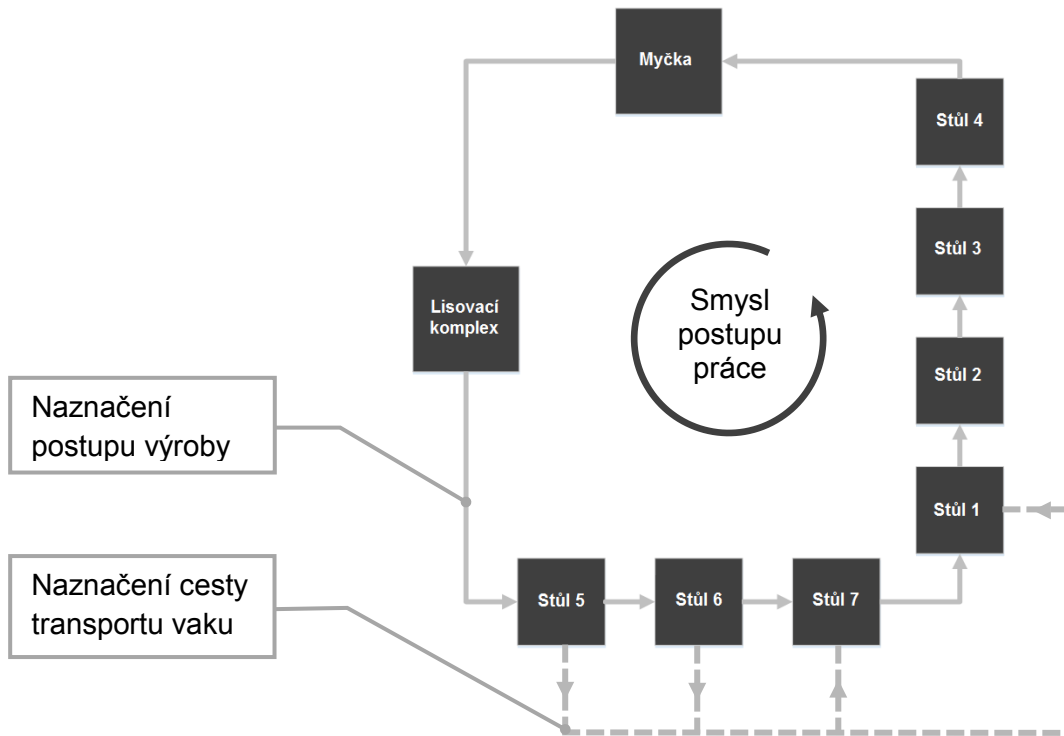 Myčka
Stůl 4
Stůl 3
Lisovací
komplex
Smysl
postupu
práce
Stůl 2
Naznačení
postupu výroby
Stůl 1
Naznačení cesty
transportu vaku
Stůl 5
Stůl 6
Stůl 7